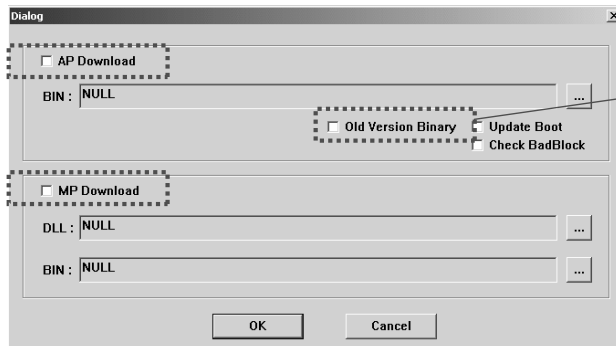 Dialog
AP Download
BIN : NULL ...
Old Version Binary Update Boot
Check BadBlock
MP Download
DLL : NULL ...
BIN : NULL ...
OK Cancel